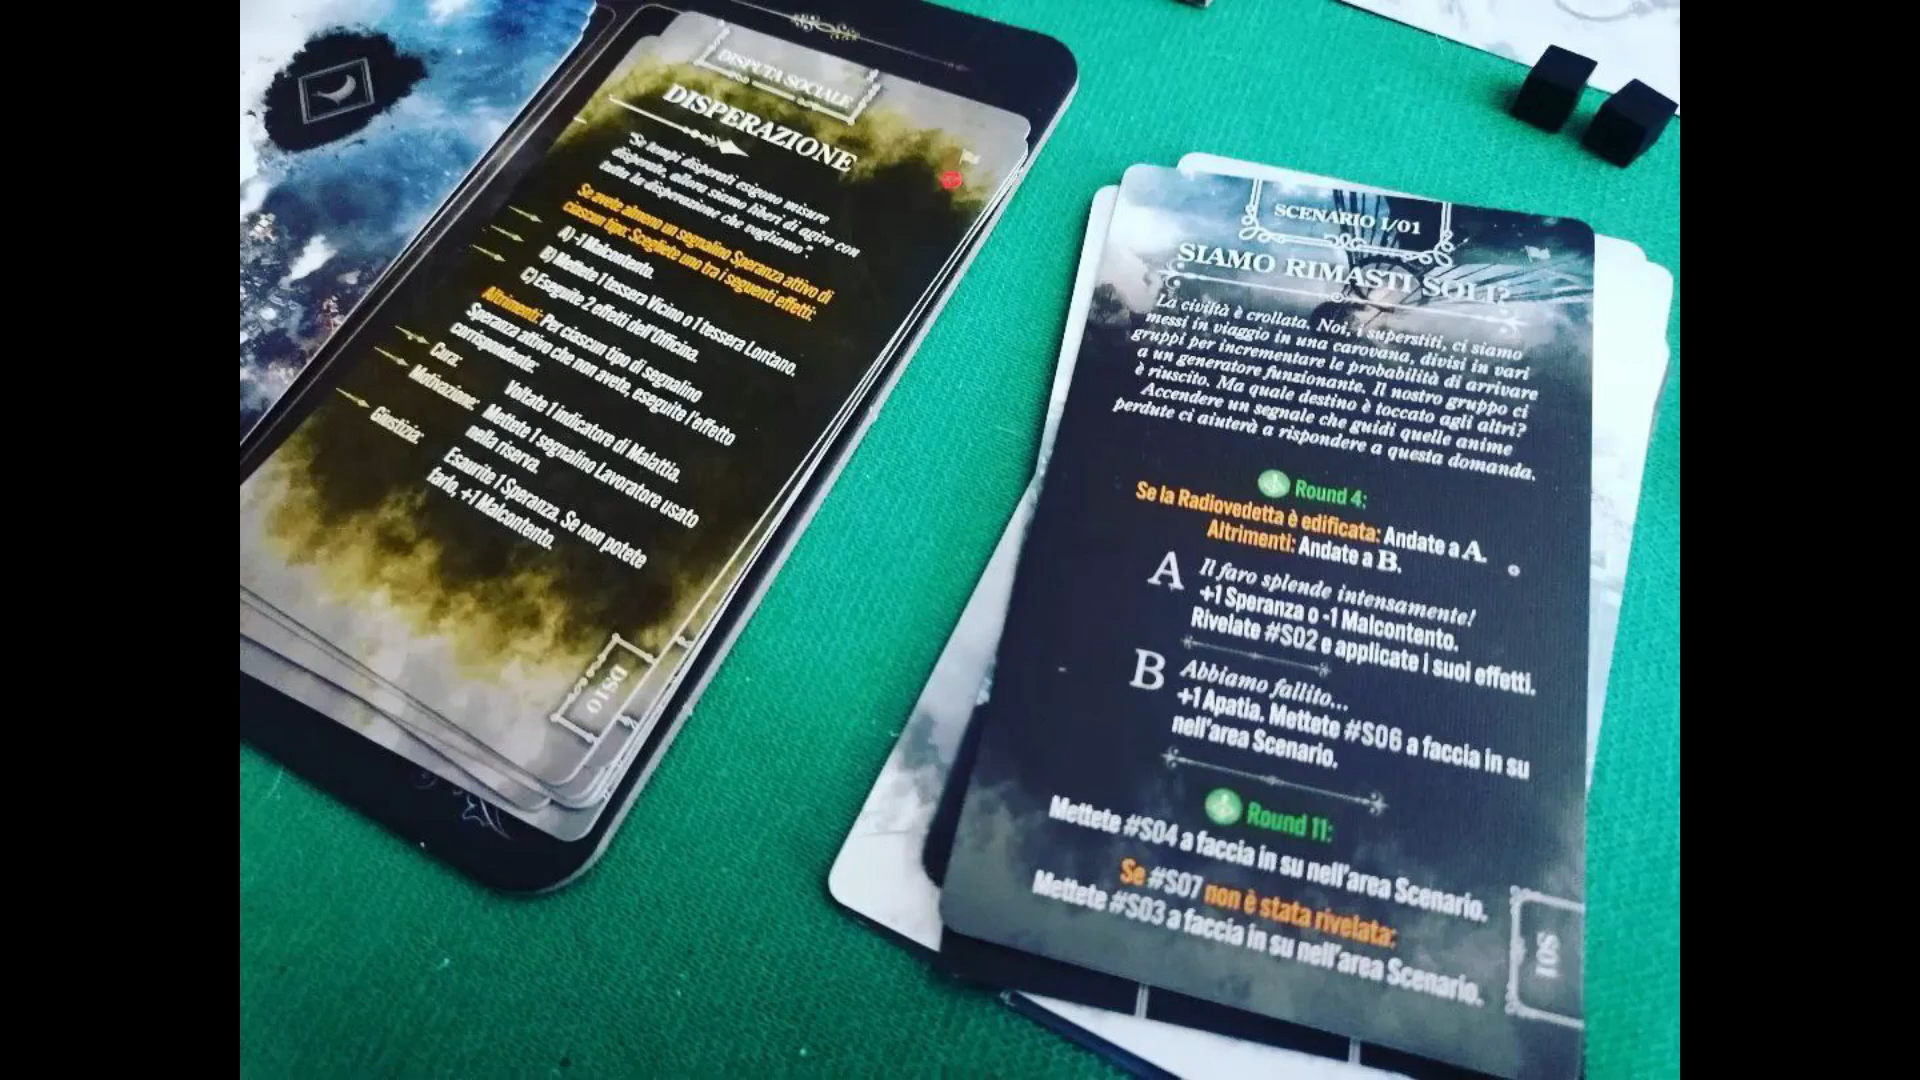 DISPUTA SOCIALE
DISPERAZIONE
"Se tempi disperati esigono misure
disperate, allora siamo liberi di agire con
tutta la disperazione che vogliamo".
Se avete almeno un segnalino Speranza attivo di
ciascun tipo: Scegliete uno tra i seguenti effetti:
A) -1 Malcontento.
B) Mettete 1 tessera Vicino o 1 tessera Lontano.
C) Eseguite 2 effetti dell'Officina.
Altrimenti: Per ciascun tipo di segnalino
Speranza attivo che non avete, eseguite l'effetto
corrispondente:
Cura: Voltate 1 indicatore di Malattia.
Motivazione: Mettete 1 segnalino Lavoratore usato
nella riserva.
Giustizia: Esaurite 1 Speranza. Se non potete
farlo, +1 Malcontento.
DS10
SCENARIO 1/01
SIAMO RIMASTI SOLI?
La civiltà è crollata. Noi, i superstiti, ci siamo
messi in viaggio in una carovana, divisi in vari
gruppi per incrementare le probabilità di arrivare
a un generatore funzionante. Il nostro gruppo ci
è riuscito. Ma quale destino è toccato agli altri?
Accendere un segnale che guidi quelle anime
perdute ci aiuterà a rispondere a questa domanda.
Round 4:
Se la Radiovedetta è edificata: Andate a A.
Altrimenti: Andate a B.
A Il faro splende intensamente!
+1 Speranza o -1 Malcontento.
Rivelate #S02 e applicate i suoi effetti.
B Abbiamo fallito...
+1 Apatia. Mettete #S06 a faccia in su
nell'area Scenario.
Round 11:
Mettete #S04 a faccia in su nell'area Scenario.
Se #S07 non è stata rivelata:
Mettete #S03 a faccia in su nell'area Scenario.
S01